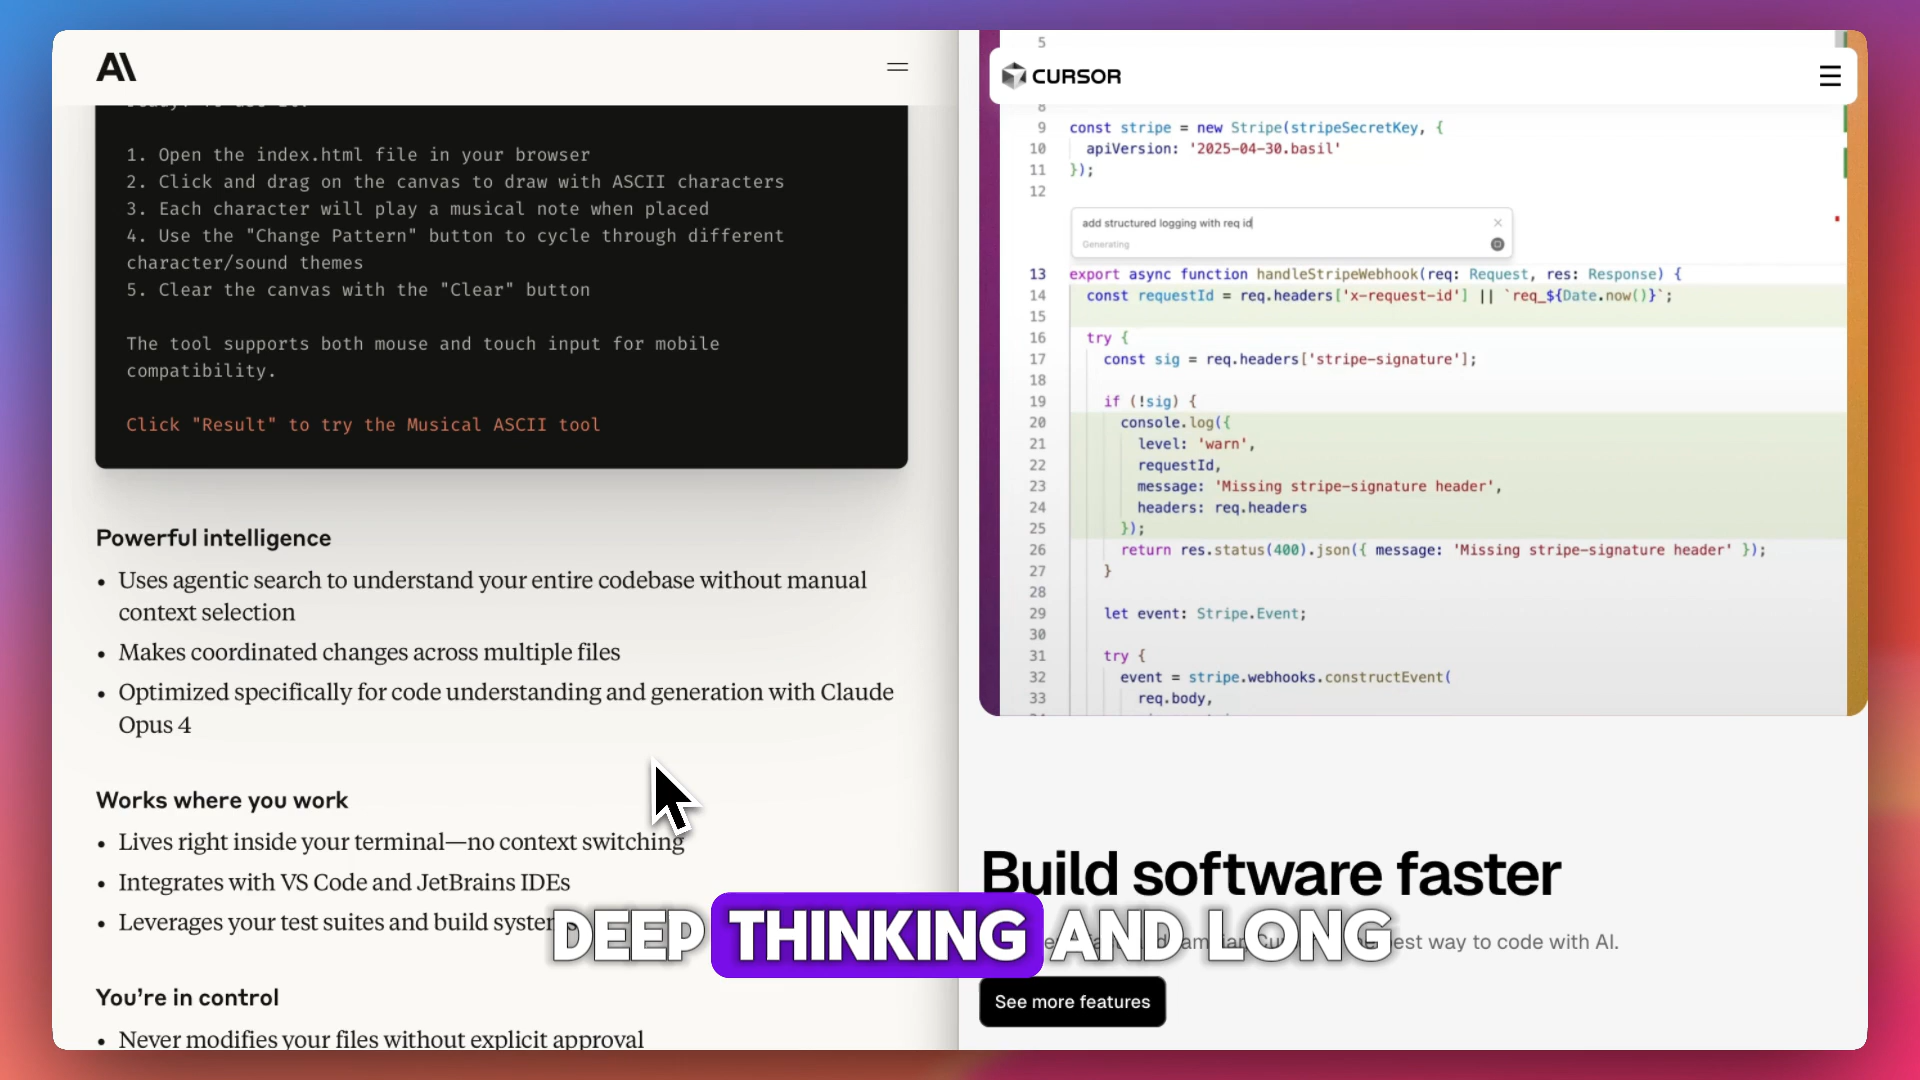 A\
1. Open the index.html file in your browser
2. Click and drag on the canvas to draw with ASCII characters
3. Each character will play a musical note when placed
4. Use the "Change Pattern" button to cycle through different
character/sound themes
5. Clear the canvas with the "Clear" button
The tool supports both mouse and touch input for mobile
compatibility.
Click "Result" to try the Musical ASCII tool
Powerful intelligence
• Uses agentic search to understand your entire codebase without manual
context selection
• Makes coordinated changes across multiple files
• Optimized specifically for code understanding and generation with Claude
Opus 4
Works where you work
• Lives right inside your terminal—no context switching
• Integrates with VS Code and JetBrains IDEs
• Leverages your test suites and build systems
You're in control
• Never modifies your files without explicit approval
5
CURSOR
8
9 const stripe = new Stripe(stripeSecretKey, {
10 apiVersion: '2025-04-30.basil'
11 });
12
add structured logging with req id
Generating
13 export async function handleStripeWebhook(req: Request, res: Response) {
14 const requestId = req.headers['x-request-id'] || `req_${Date.now()}`;
15
16 try {
17 const sig = req.headers['stripe-signature'];
18
19 if (!sig) {
20 console.log({
21 level: 'warn',
22 requestId,
23 message: 'Missing stripe-signature header',
24 headers: req.headers
25 });
26 return res.status(400).json({ message: 'Missing stripe-signature header' });
27 }
28
29 let event: Stripe.Event;
30
31 try {
32 event = stripe.webhooks.constructEvent(
33 req.body,
Build software faster
way to code with AI.
See more features
DEEP THINKING AND LONG